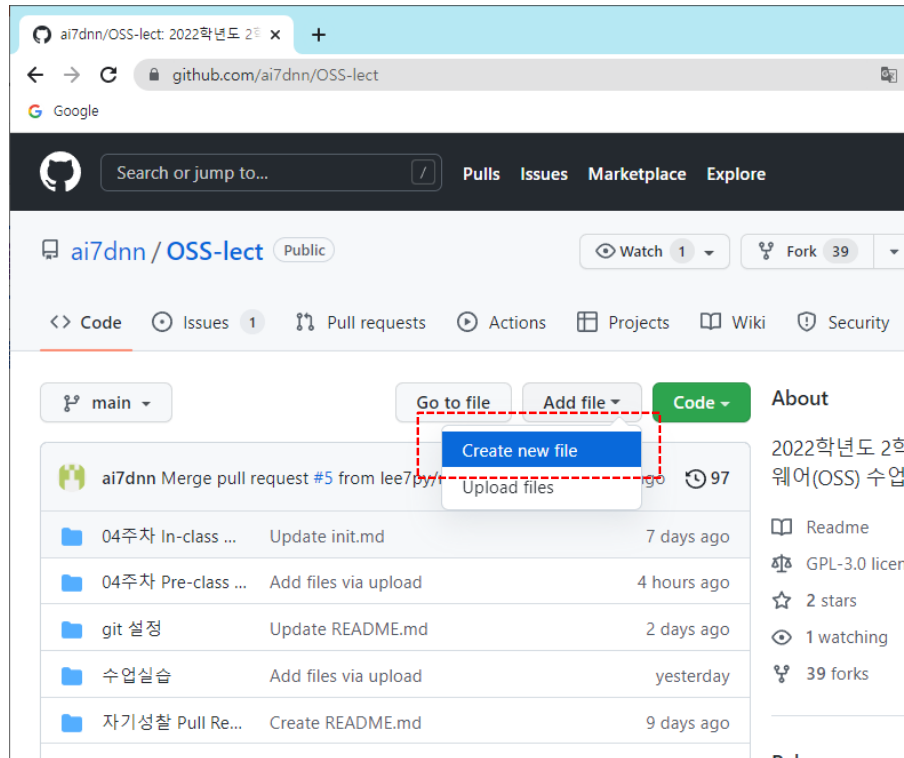 ai7dnn/OSS-lect: 2022학년도 2
github.com/ai7dnn/OSS-lect
Google
Search or jump to... /
Pulls Issues Marketplace Explore
ai7dnn / OSS-lect Public
Watch 1 Fork 39
Code Issues 1 Pull requests Actions Projects Wiki Security
main Go to file Add file Code
About
Create new file
Upload files
2022학년도 2학
웨어(OSS) 수업
ai7dnn Merge pull request #5 from lee7py/ ago 97
04주차 In-class ... Update init.md 7 days ago
04주차 Pre-class ... Add files via upload 4 hours ago
git 설정 Update README.md 2 days ago
수업실습 Add files via upload yesterday
자기성찰 Pull Re... Create README.md 9 days ago
Readme
GPL-3.0 licen
2 stars
1 watching
39 forks